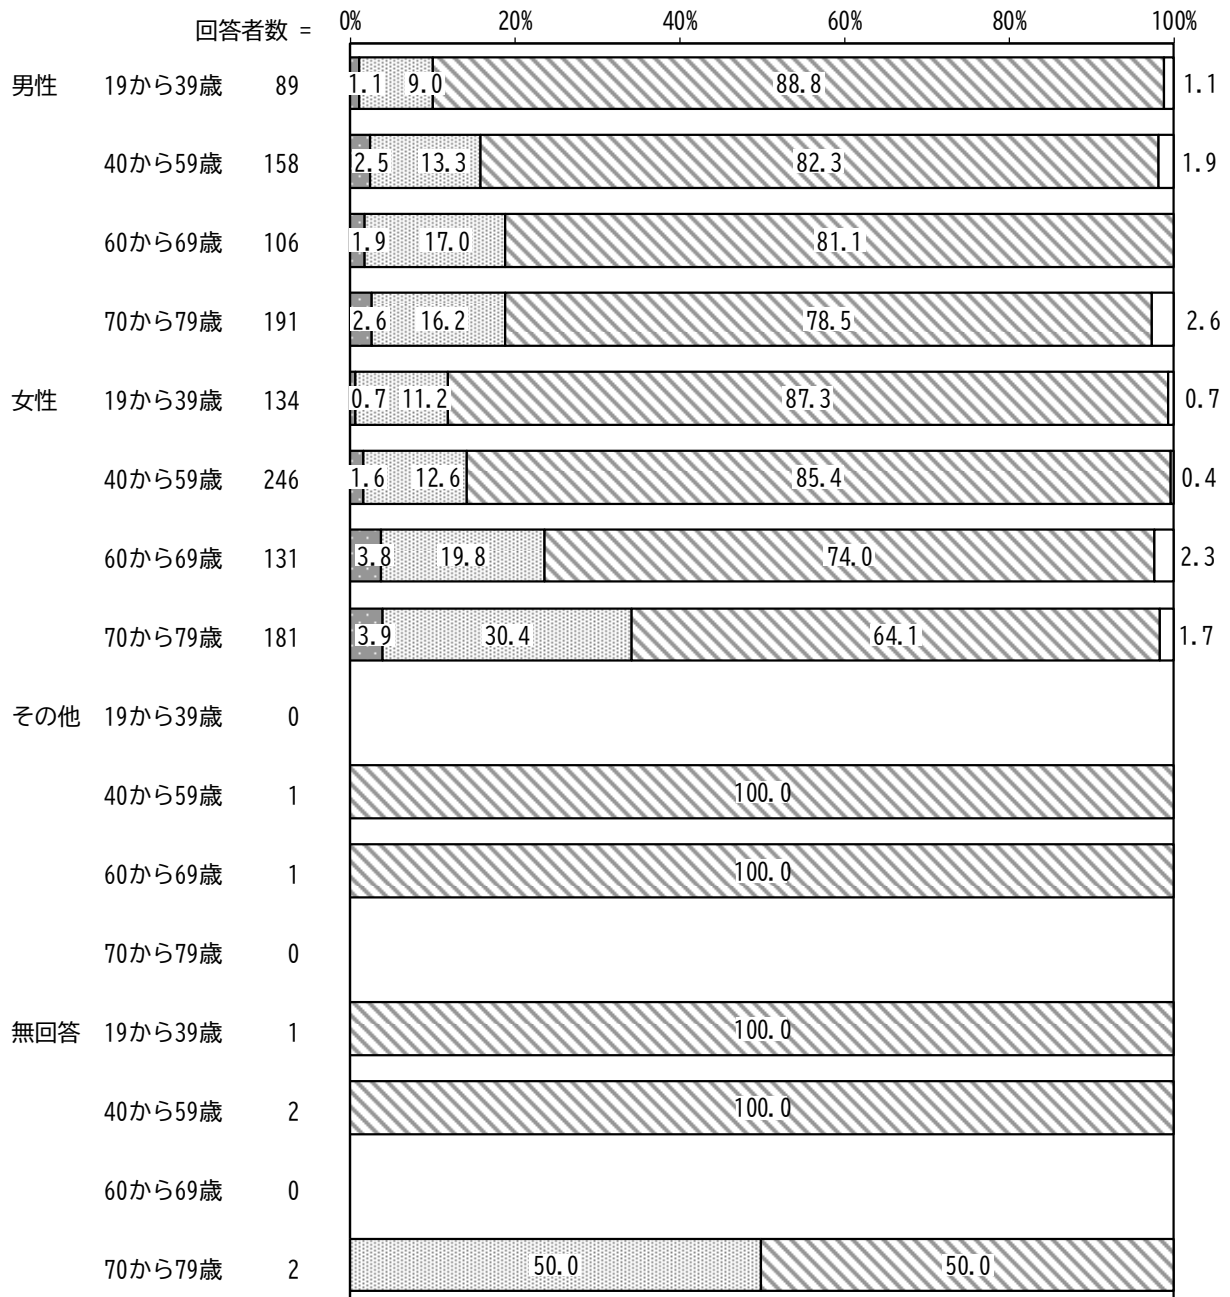 回答者数 = 0% 20% 40% 60% 80% 100%
男性 19から39歳 89 1.1 9.0 88.8 1.1
40から59歳 158 2.5 13.3 82.3 1.9
60から69歳 106 1.9 17.0 81.1
70から79歳 191 2.6 16.2 78.5 2.6
女性 19から39歳 134 0.7 11.2 87.3 0.7
40から59歳 246 1.6 12.6 85.4 0.4
60から69歳 131 3.8 19.8 74.0 2.3
70から79歳 181 3.9 30.4 64.1 1.7
その他 19から39歳 0
40から59歳 1 100.0
60から69歳 1 100.0
70から79歳 0
無回答 19から39歳 1 100.0
40から59歳 2 100.0
60から69歳 0
70から79歳 2 50.0 50.0